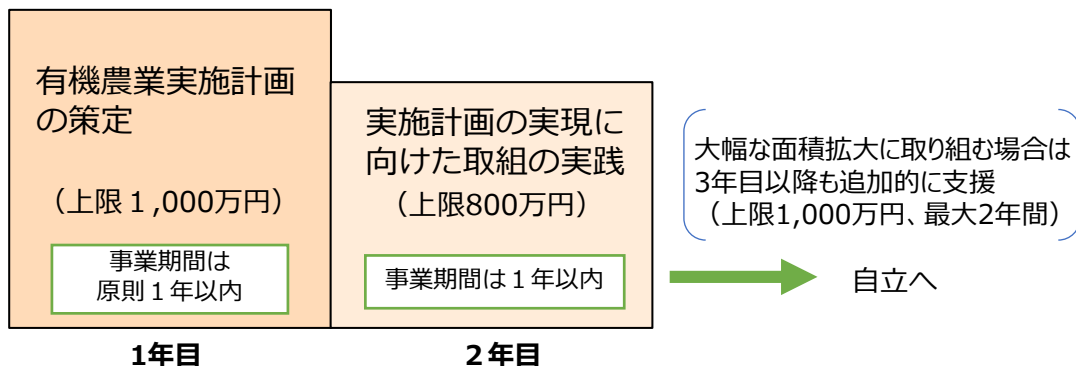 有機農業実施計画
の策定
（上限１,000万円）
事業期間は
原則１年以内
1年目
実施計画の実現に
向けた取組の実践
（上限800万円）
事業期間は１年以内
２年目
大幅な面積拡大に取り組む場合は
3年目以降も追加的に支援
（上限1,000万円、最大2年間）
自立へ